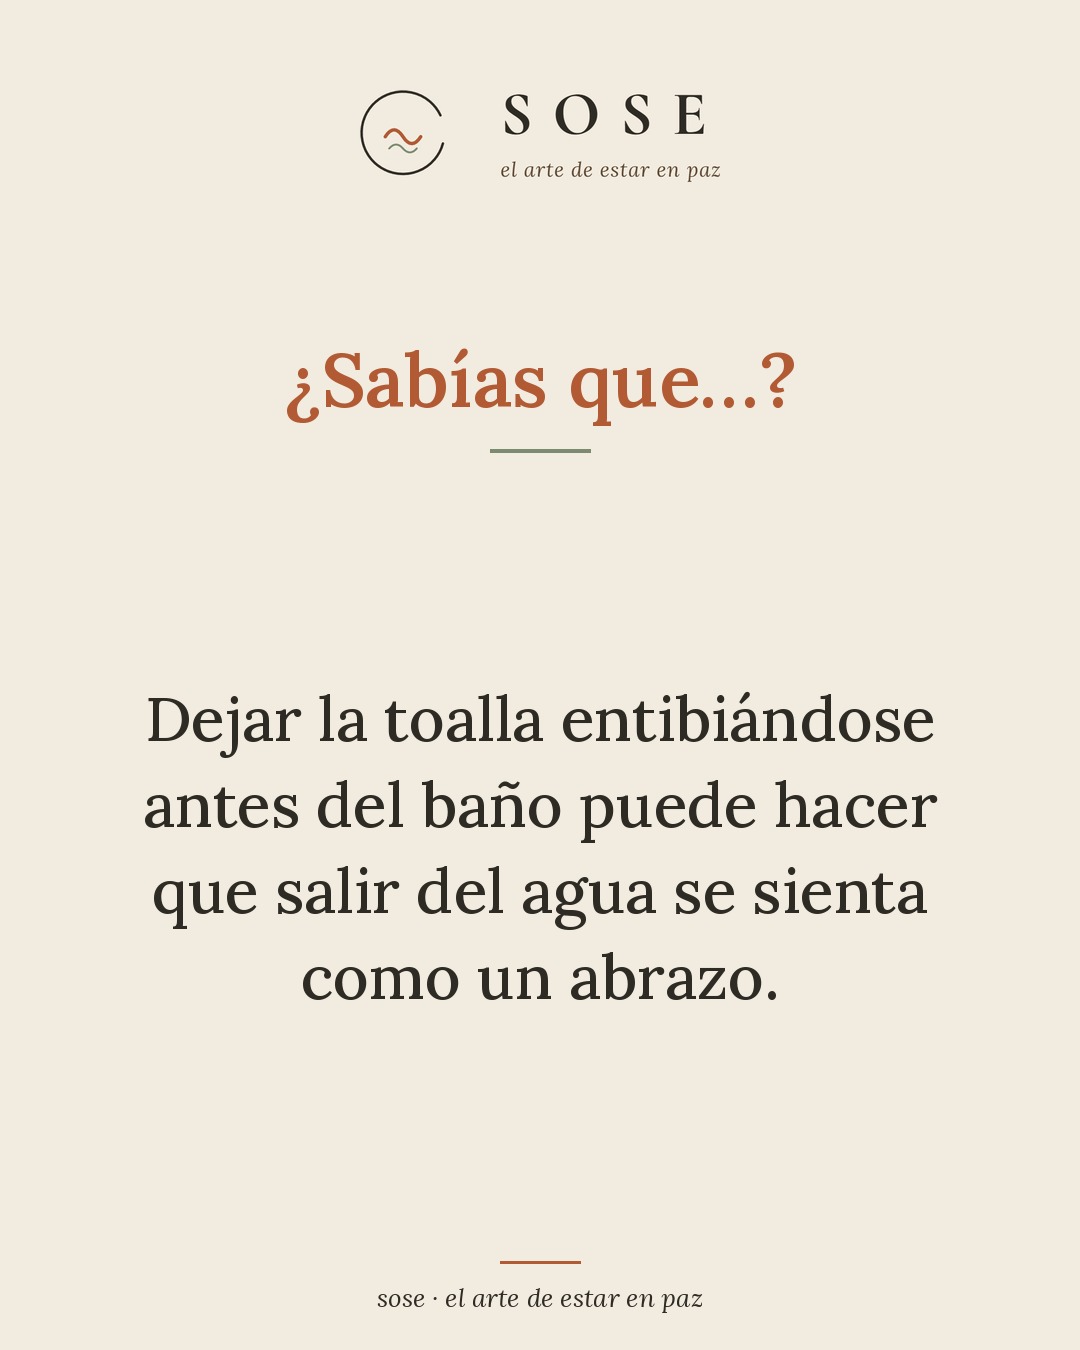 SOSE
el arte de estar en paz
¿Sabías que...?
Dejar la toalla entibiándose
antes del baño puede hacer
que salir del agua se sienta
como un abrazo.
sose · el arte de estar en paz